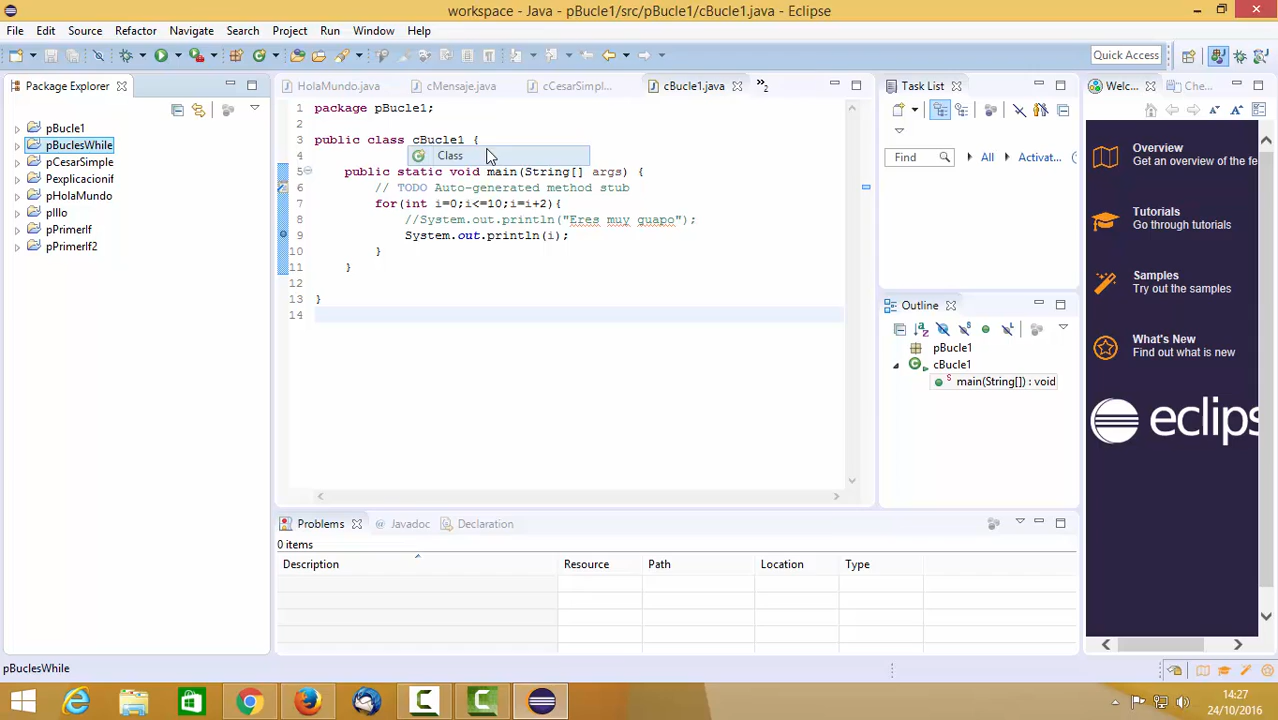 workspace - Java - pBucle1/src/pBucle1/cBucle1.java - Eclipse
File Edit Source Refactor Navigate Search Project Run Window Help
Quick Access
Package Explorer
pBucle1
pBuclesWhile
pCesarSimple
Pexplicacionif
pHolaMundo
pIllo
pPrimerIf
pPrimerIf2
HolaMundo.java cMensaje.java cCesarSimpl... cBucle1.java »2
1 package pBucle1;
2
3 public class cBucle1 {
4 Class
5 public static void main(String[] args) {
6 // TODO Auto-generated method stub
7 for(int i=0;i<=10;i=i+2){
8 //System.out.println("Eres muy guapo");
9 System.out.println(i);
10 }
11 }
12
13 }
14
Task List
Find All Activat...
Outline
pBucle1
cBucle1
main(String[]) : void
Welc... Che
Overview
Get an overview of the fe
Tutorials
Go through tutorials
Samples
Try out the samples
What's New
Find out what is new
eclips
Problems Javadoc Declaration
0 items
Description Resource Path Location Type
pBuclesWhile
14:27
24/10/2016